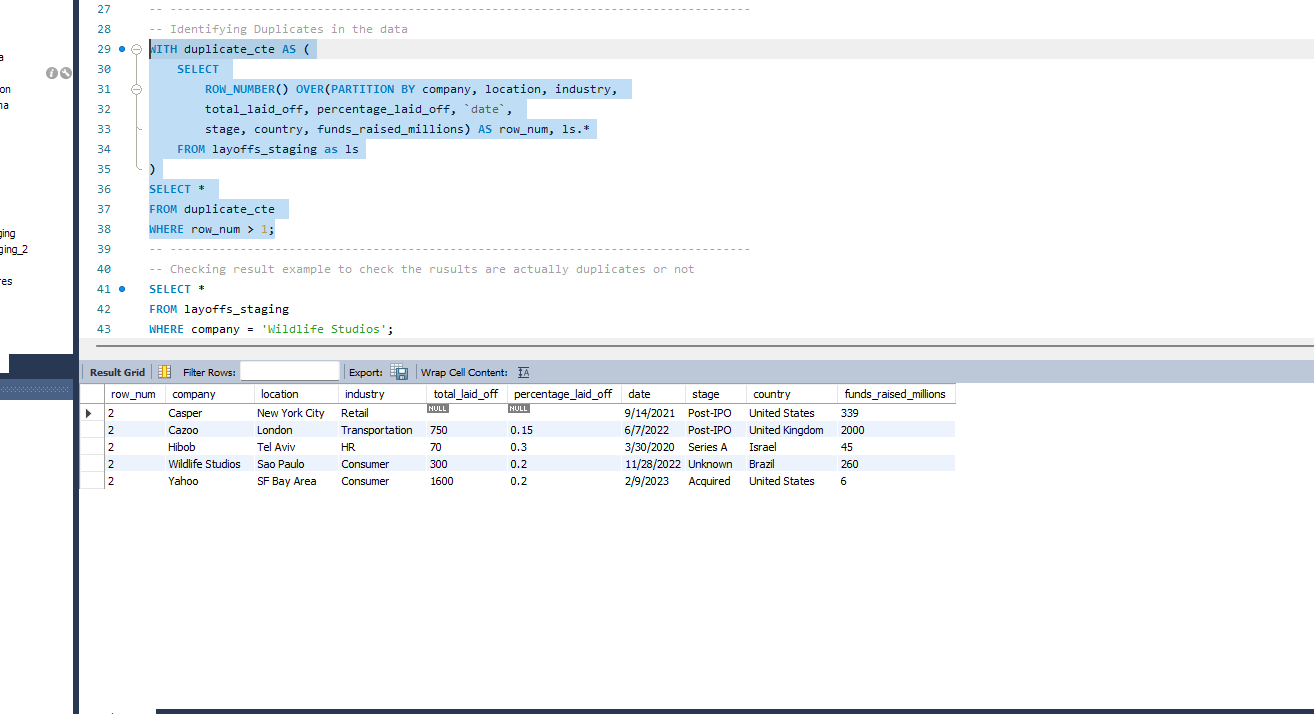 27 -- -----------------------------------------------------------------------------------
28 -- Identifying Duplicates in the data
29 WITH duplicate_cte AS (
a
30 SELECT
on
31 ROW_NUMBER() OVER(PARTITION BY company, location, industry,
na
32 total_laid_off, percentage_laid_off, `date`,
33 stage, country, funds_raised_millions) AS row_num, ls.*
34 FROM layoffs_staging as ls
35 )
36 SELECT *
37 FROM duplicate_cte
38 WHERE row_num > 1;
ging
39 -- -----------------------------------------------------------------------------------
ging_2
40 -- Checking result example to check the rusults are actually duplicates or not
res
41 SELECT *
42 FROM layoffs_staging
43 WHERE company = 'Wildlife Studios';
Result Grid Filter Rows: Export: Wrap Cell Content:
row_num company location industry total_laid_off percentage_laid_off date stage country funds_raised_millions
2 Casper New York City Retail NULL NULL 9/14/2021 Post-IPO United States 339
2 Cazoo London Transportation 750 0.15 6/7/2022 Post-IPO United Kingdom 2000
2 Hibob Tel Aviv HR 70 0.3 3/30/2020 Series A Israel 45
2 Wildlife Studios Sao Paulo Consumer 300 0.2 11/28/2022 Unknown Brazil 260
2 Yahoo SF Bay Area Consumer 1600 0.2 2/9/2023 Acquired United States 6